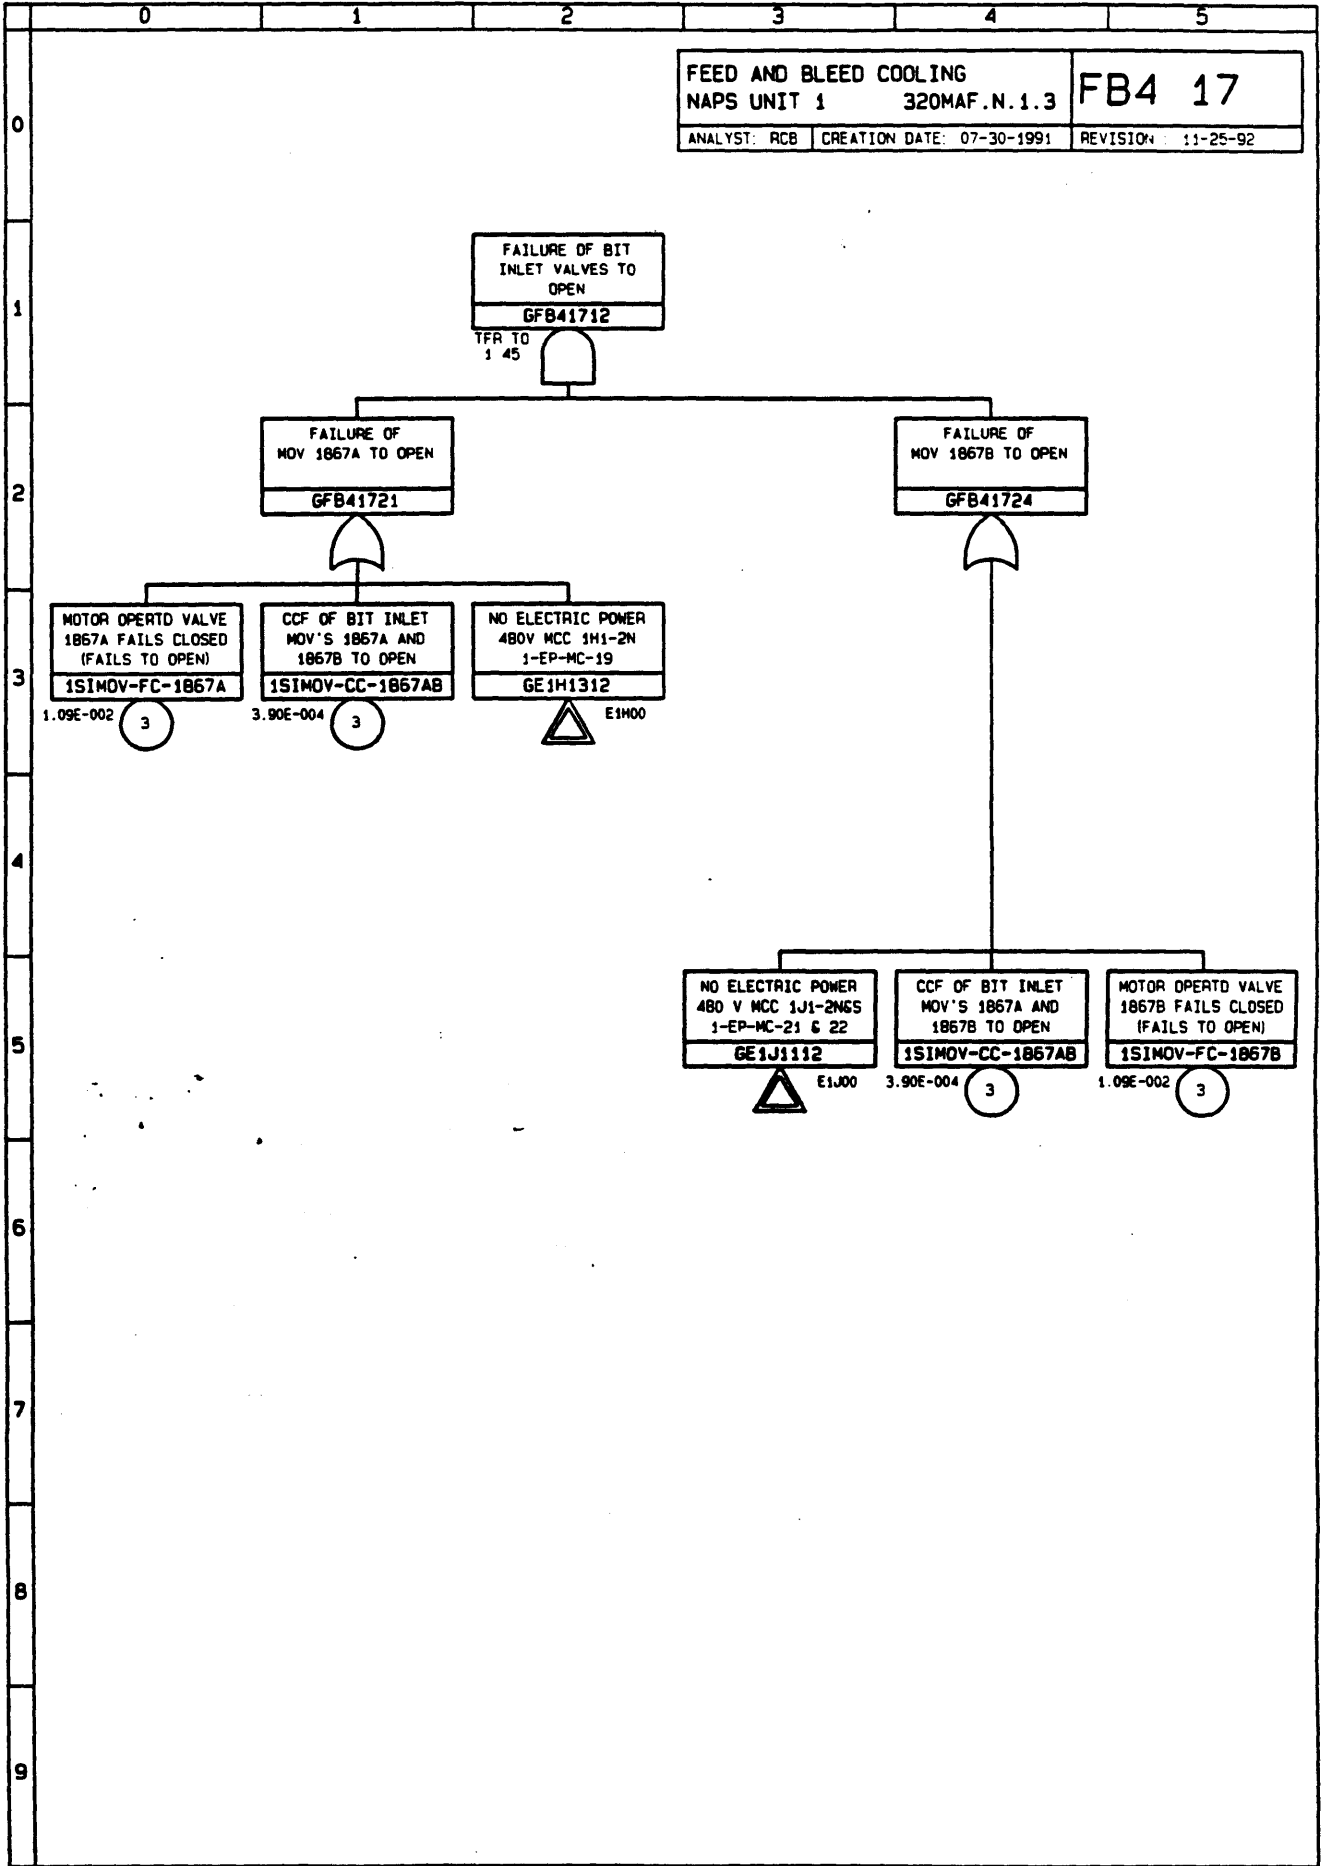 0 1 2 3 4 5
FEED AND BLEED COOLING
NAPS UNIT 1 320MAF.N.1.3
FB4 17
ANALYST: RCB CREATION DATE: 07-30-1991 REVISION : 11-25-92
0
FAILURE OF BIT
INLET VALVES TO
OPEN
GFB41712
TFR TO
1 45
1
FAILURE OF
MOV 1867A TO OPEN
GFB41721
FAILURE OF
MOV 1867B TO OPEN
GFB41724
2
MOTOR OPERTD VALVE
1867A FAILS CLOSED
(FAILS TO OPEN)
1SIMOV-FC-1867A
1.09E-002
3
CCF OF BIT INLET
MOV'S 1867A AND
1867B TO OPEN
1SIMOV-CC-1867AB
3.90E-004
3
NO ELECTRIC POWER
480V MCC 1H1-2N
1-EP-MC-19
GE1H1312
E1H00
3
4
NO ELECTRIC POWER
480 V MCC 1J1-2N&S
1-EP-MC-21 & 22
GE1J1112
E1J00
CCF OF BIT INLET
MOV'S 1867A AND
1867B TO OPEN
1SIMOV-CC-1867AB
3.90E-004
3
MOTOR OPERTD VALVE
1867B FAILS CLOSED
(FAILS TO OPEN)
1SIMOV-FC-1867B
1.09E-002
3
5
6
7
8
9